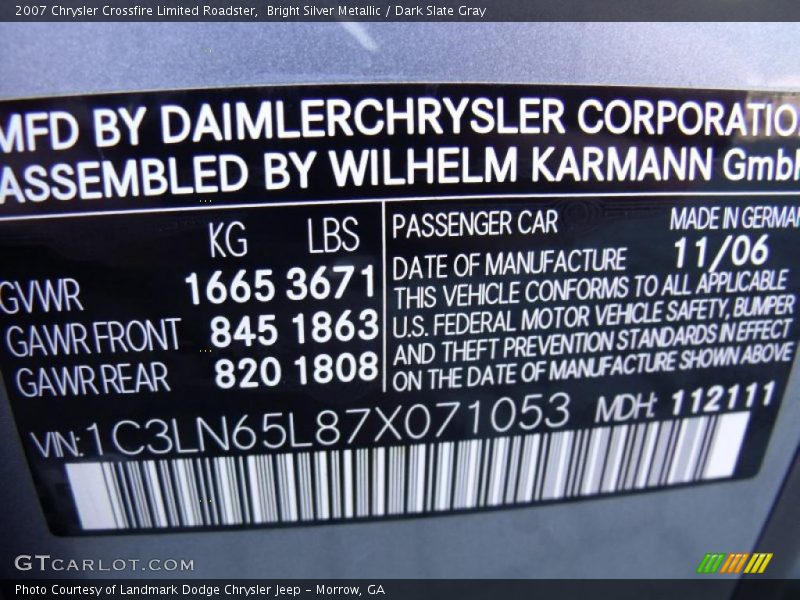 2007 Chrysler Crossfire Limited Roadster,  Bright Silver Metallic / Dark Slate Gray
MFD BY DAIMLERCHRYSLER CORPORATIO
ASSEMBLED BY WILHELM KARMANN Gmb
KG LBS
GVWR 1665 3671
GAWR FRONT 845 1863
GAWR REAR 820 1808
PASSENGER CAR MADE IN GERMA
DATE OF MANUFACTURE 11/06
THIS VEHICLE CONFORMS TO ALL APPLICABLE
U.S. FEDERAL MOTOR VEHICLE SAFETY, BUMPER
AND THEFT PREVENTION STANDARDS IN EFFECT
ON THE DATE OF MANUFACTURE SHOWN ABOVE
VIN: 1C3LN65L87X071053 MDH: 112111
GTCARLOT.COM
Photo Courtesy of Landmark Dodge Chrysler Jeep - Morrow, GA